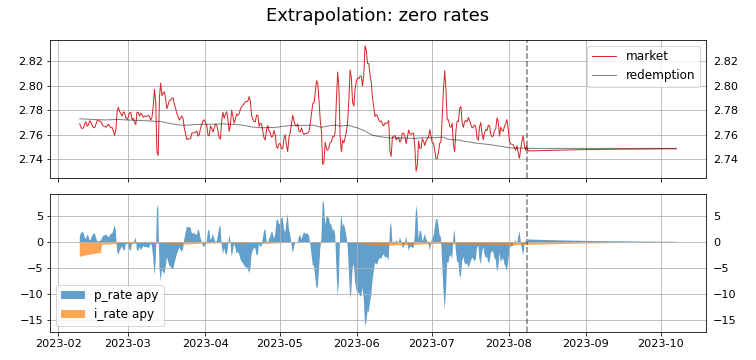 Extrapolation: zero rates
2.82 2.82
2.80 2.80
2.78 2.78
2.76 2.76
2.74 2.74
market
redemption
5 5
0 0
−5 −5
−10 −10
−15 −15
p_rate apy
i_rate apy
2023-02 2023-03 2023-04 2023-05 2023-06 2023-07 2023-08 2023-09 2023-10